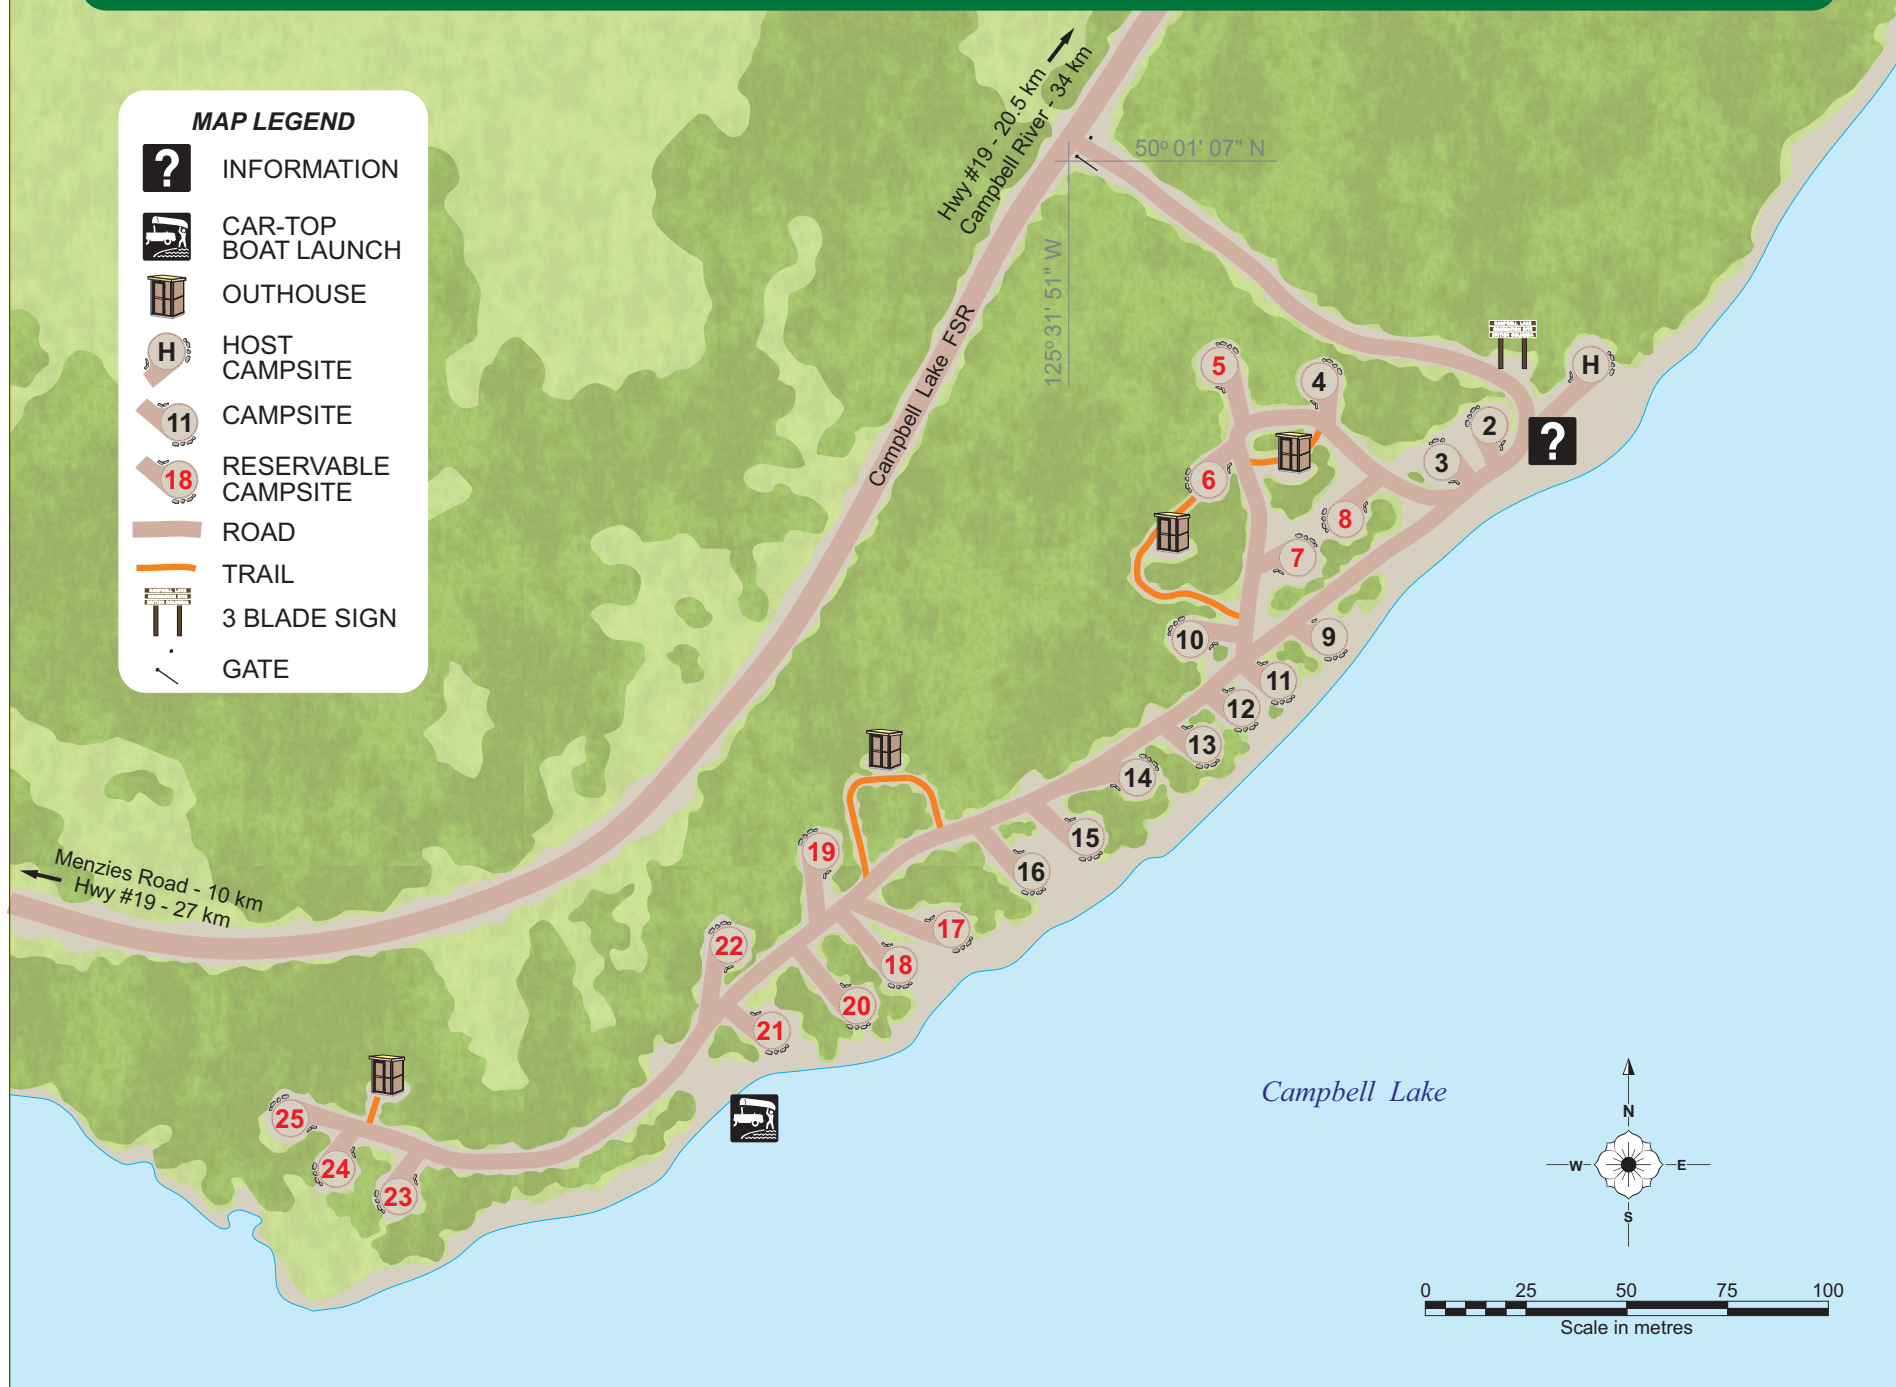 MAP LEGEND
?
INFORMATION
CAR-TOP
BOAT LAUNCH
OUTHOUSE
H
HOST
CAMPSITE
11
CAMPSITE
18
RESERVABLE
CAMPSITE
ROAD
TRAIL
CAMPBELL LAKE
3 BLADE SIGN
GATE
Hwy #19 - 20.5 km
Campbell River - 34 km
50° 01' 07" N
125° 31' 51" W
Campbell Lake FSR
CAMPBELL LAKE
H
5
4
2
?
3
6
8
7
10
9
11
12
13
14
15
16
19
17
18
22
20
21
25
24
23
Menzies Road - 10 km
Hwy #19 - 27 km
Campbell Lake
N
W
E
S
0 25 50 75 100
Scale in metres